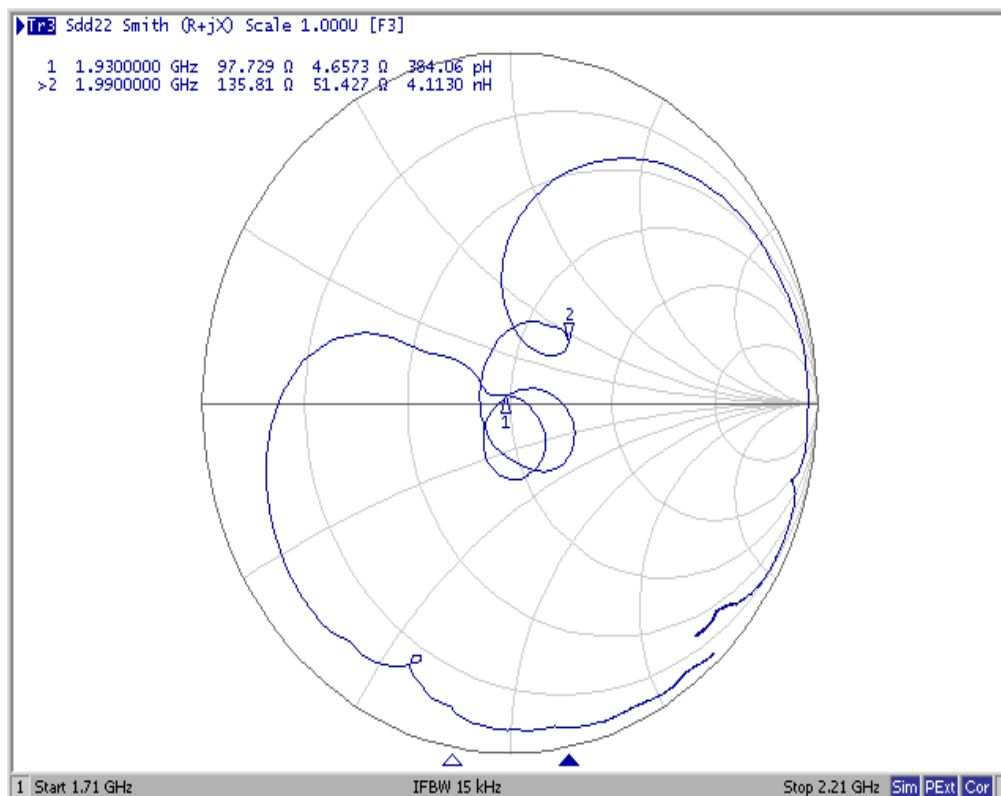 Tr3 Sdd22 Smith (R+jX) Scale 1.000U [F3]
1 1.9300000 GHz 97.729 Ω 4.6573 Ω 384.06 pH
>2 1.9900000 GHz 135.81 Ω 51.427 Ω 4.1130 nH
2
1
1 Start 1.71 GHz IFBW 15 kHz Stop 2.21 GHz Sim PExt Cor